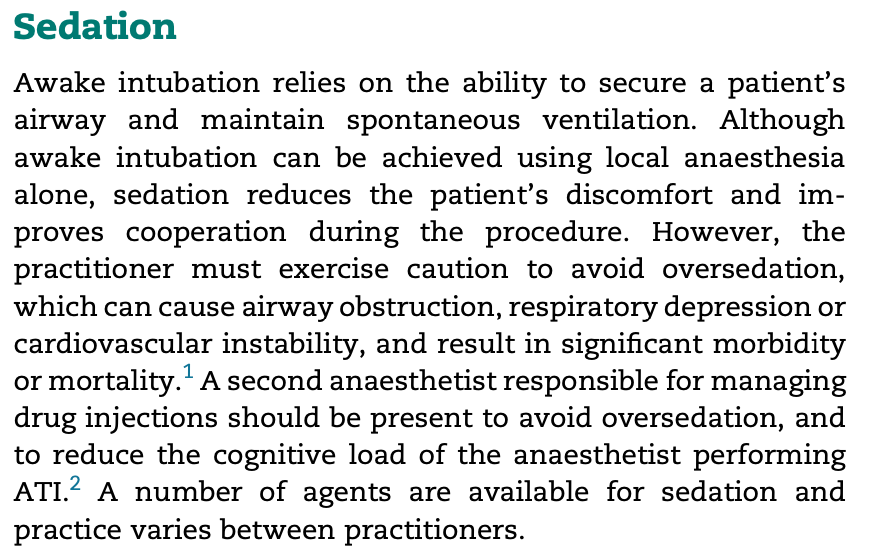 Sedation
Awake intubation relies on the ability to secure a patient's
airway and maintain spontaneous ventilation. Although
awake intubation can be achieved using local anaesthesia
alone, sedation reduces the patient's discomfort and im-
proves cooperation during the procedure. However, the
practitioner must exercise caution to avoid oversedation,
which can cause airway obstruction, respiratory depression or
cardiovascular instability, and result in significant morbidity
or mortality.1 A second anaesthetist responsible for managing
drug injections should be present to avoid oversedation, and
to reduce the cognitive load of the anaesthetist performing
ATI.2 A number of agents are available for sedation and
practice varies between practitioners.